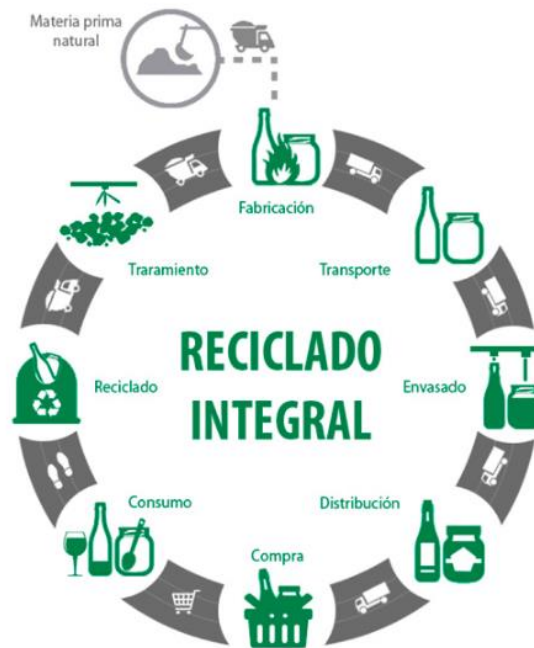 Materia prima
natural
Fabricación
Traramiento
Transporte
RECICLADO
INTEGRAL
Reciclado
Envasado
Consumo
Distribución
Compra